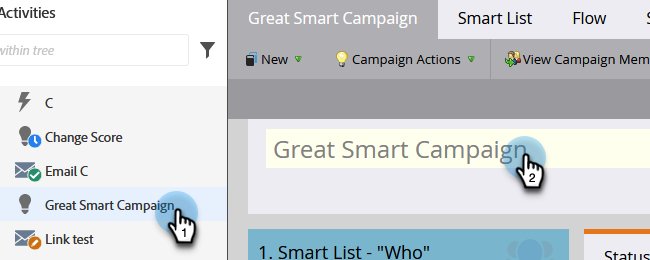 Activities
within tree
C
Change Score
Email C
Great Smart Campaign
1
Link test
Great Smart Campaign Smart List Flow
New Campaign Actions View Campaign Mem
Great Smart Campaign
2
1. Smart List - "Who"
Status